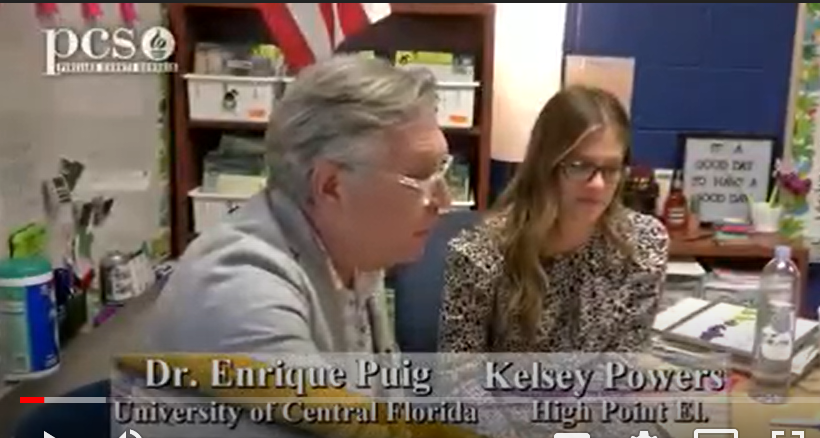 pcs
PINELLAS COUNTY SCHOOLS
IT'S A
GOOD DAY
TO HAVE A
GOOD DAY
Dr. Enrique Puig
University of Central Florida
Kelsey Powers
High Point El.